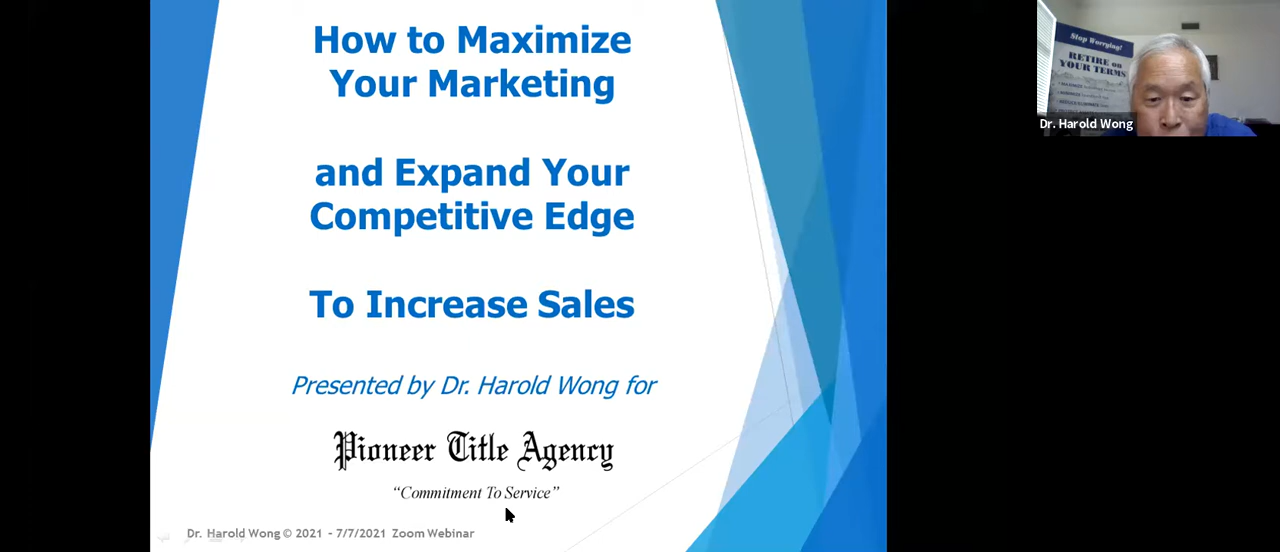 How to Maximize
Your Marketing
and Expand Your
Competitive Edge
To Increase Sales
Presented by Dr. Harold Wong for
Pioneer Title Agency
“Commitment To Service”
Dr. Harold Wong © 2021 - 7/7/2021 Zoom Webinar
Stop Worrying!
RETIRE on
YOUR TERMS
Dr. Harold Wong